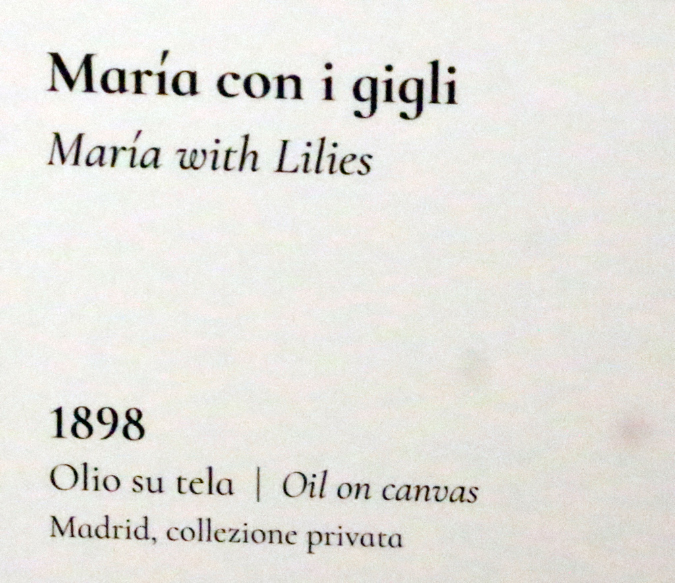 María con i gigli
María with Lilies
1898
Olio su tela | Oil on canvas
Madrid, collezione privata